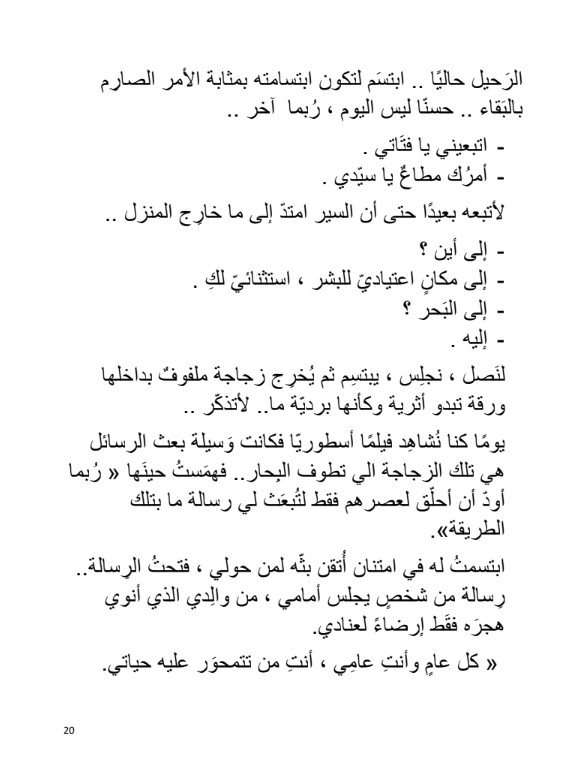 الرَحيل حاليًا .. ابتسَم لتكون ابتسامته بمثابة الأمر الصارِم
بالبَقاء .. حسنًا ليس اليوم ، رُبما آخر ..
- اتبعيني يا فتَاتي .
- أمرُك مطاعٌ يا سيّدي .
لأتبعه بعيدًا حتى أن السير امتدّ إلى ما خارِج المنزل ..
- إلى أين ؟
- إلى مكانٍ اعتياديّ للبشر ، استثنائيّ لكِ .
- إلى البَحر ؟
- إليه .
لنَصل ، نجلِس ، يبتسِم ثم يُخرِج زجاجة ملفوفٌ بداخلها
ورقة تبدو أثرية وكأنها برديّة ما.. لأتذكّر ..
يومًا كنا نُشاهِد فيلمًا أسطوريّا فكانت وَسيلة بعث الرسائل
هي تلك الزجاجة الي تطوف البِحار.. فهمَستُ حينَها « رُبما
أودّ أن أحلّق لعصرهم فقط لتُبعَث لي رسالة ما بتلك
الطريقة».
ابتسمتُ له في امتنان أُتقن بثّه لمن حولي ، فتحتُ الرِسالة..
رِسالة من شخصٍ يجلس أمامي ، من والِدي الذي أنوي
هجرَه فقَط إرضاءً لعنادي.
« كل عامٍ وأنتِ عامِي ، أنتِ من تتمحوَر عليه حياتي.
20